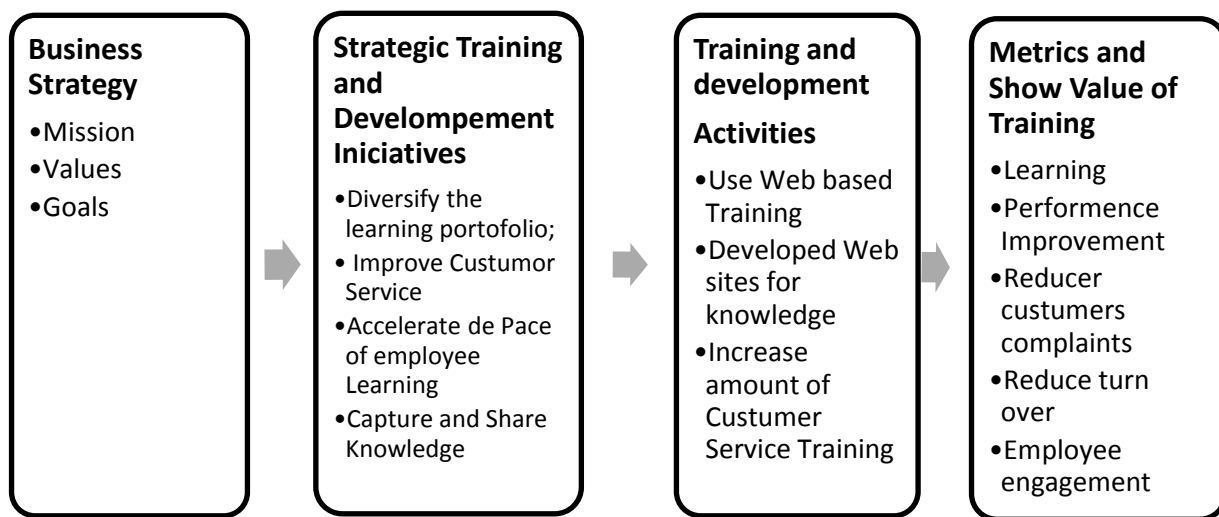 Business
Strategy
•Mission
•Values
•Goals
Strategic Training
and
Develompement
Iniciatives
•Diversify the
learning portofolio;
• Improve Custumor
Service
•Accelerate de Pace
of employee
Learning
•Capture and Share
Knowledge
Training and
development
Activities
•Use Web based
Training
•Developed Web
sites for
knowledge
•Increase
amount of
Custumer
Service Training
Metrics and
Show Value of
Training
•Learning
•Performence
Improvement
•Reducer
custumers
complaints
•Reduce turn
over
•Employee
engagement